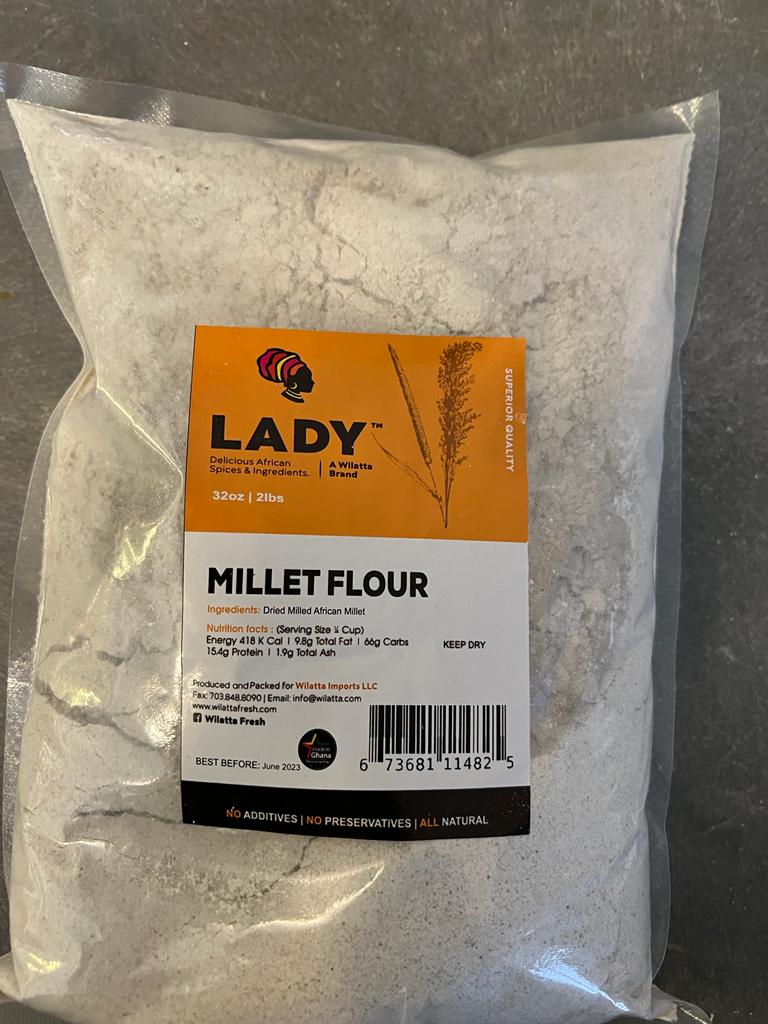 LADY™
Delicious African
Spices & Ingredients.
A Wilatta
Brand
32oz | 2lbs
SUPERIOR QUALITY
MILLET FLOUR
Ingredients: Dried Milled African Millet
Nutrition facts : (Serving Size ¼ Cup)
Energy 418 K Cal | 9.8g Total Fat | 66g Carbs
15.4g Protein | 1.9g Total Ash
KEEP DRY
Produced and Packed for Wilatta Imports LLC
Fax: 703.848.8090 | Email: info@wilatta.com
www.wilattafresh.com
Wilatta Fresh
made in
Ghana
BEST BEFORE: June 2023
6 73681 11482 5
NO ADDITIVES | NO PRESERVATIVES | ALL NATURAL